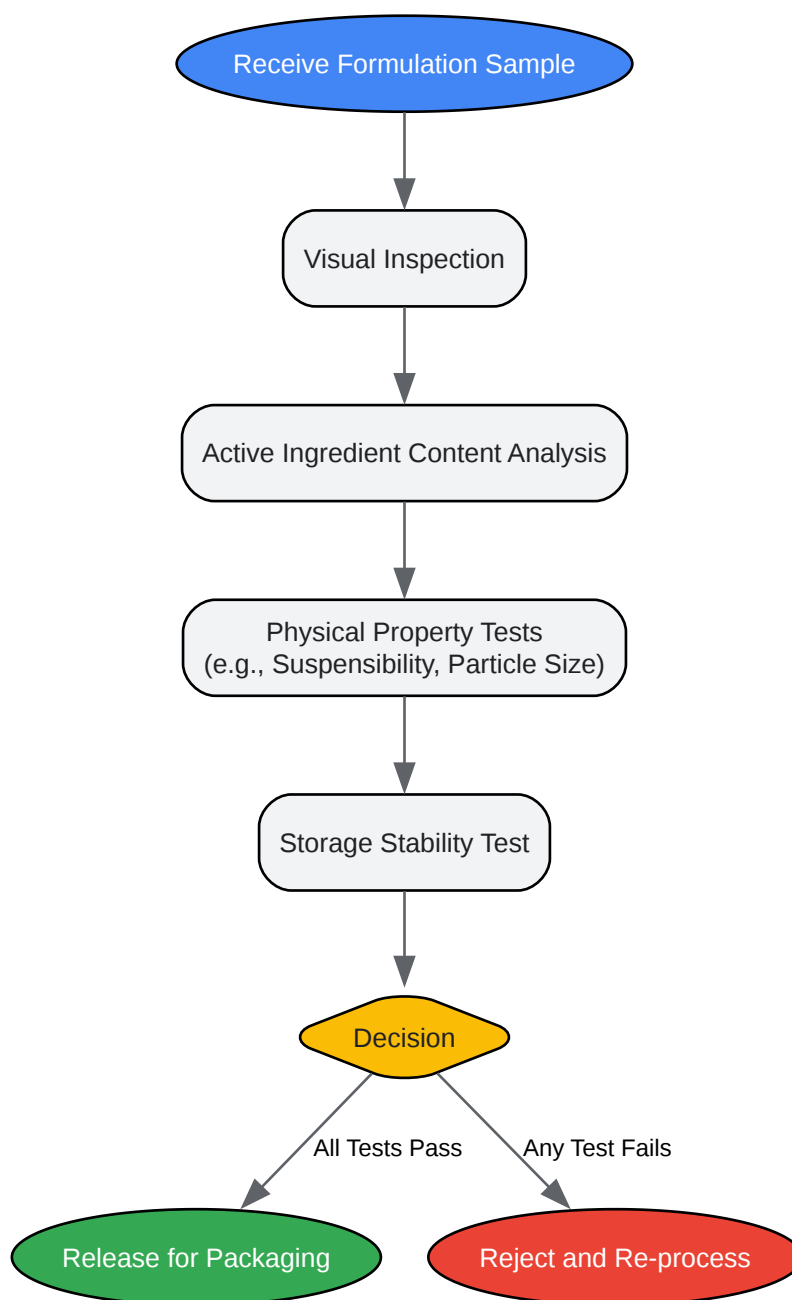 Receive Formulation Sample
Visual Inspection
Active Ingredient Content Analysis
Physical Property Tests
(e.g., Suspensibility, Particle Size)
Storage Stability Test
Decision
All Tests Pass
Any Test Fails
Release for Packaging
Reject and Re-process